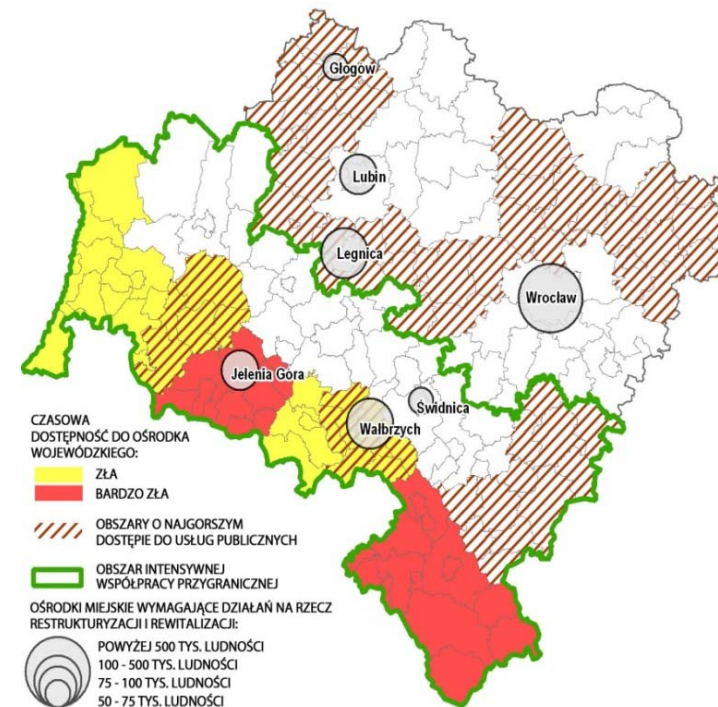 Głogów
Lubin
Legnica
Wrocław
Jelenia Góra
Świdnica
Wałbrzych
CZASOWA
DOSTĘPNOŚĆ DO OŚRODKA
WOJEWÓDZKIEGO:
ZŁA
BARDZO ZŁA
OBSZARY O NAJGORSZYM
DOSTĘPIE DO USŁUG PUBLICZNYCH
OBSZAR INTENSYWNEJ
WSPÓŁPRACY PRZYGRANICZNEJ
OŚRODKI MIEJSKIE WYMAGAJĄCE DZIAŁAŃ NA RZECZ
RESTRUKTURYZACJI I REWITALIZACJI:
POWYŻEJ 500 TYS. LUDNOŚCI
100 - 500 TYS. LUDNOŚCI
75 - 100 TYS. LUDNOŚCI
50 - 75 TYS. LUDNOŚCI